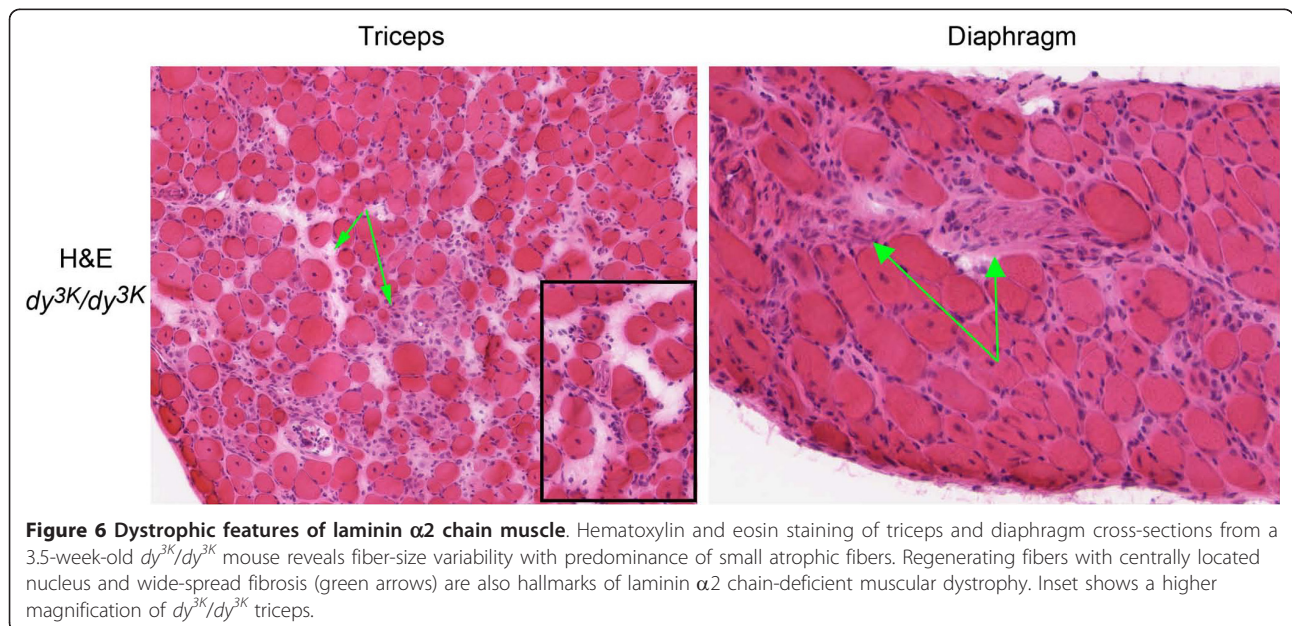 Triceps
Diaphragm
H&E
dy3K/dy3K
Figure 6 Dystrophic features of laminin α2 chain muscle. Hematoxylin and eosin staining of triceps and diaphragm cross-sections from a
3.5-week-old dy3K/dy3K mouse reveals fiber-size variability with predominance of small atrophic fibers. Regenerating fibers with centrally located
nucleus and wide-spread fibrosis (green arrows) are also hallmarks of laminin α2 chain-deficient muscular dystrophy. Inset shows a higher
magnification of dy3K/dy3K triceps.